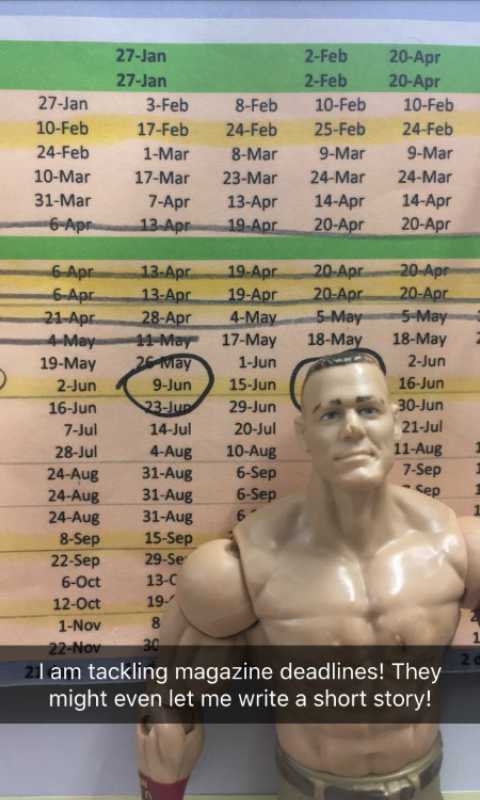 27-Jan 2-Feb 20-Apr
27-Jan 2-Feb 20-Apr
27-Jan 3-Feb 8-Feb 10-Feb 10-Feb
10-Feb 17-Feb 24-Feb 25-Feb 24-Feb
24-Feb 1-Mar 8-Mar 9-Mar 9-Mar
10-Mar 17-Mar 23-Mar 24-Mar 24-Mar
31-Mar 7-Apr 13-Apr 14-Apr 14-Apr
6-Apr 13-Apr 19-Apr 20-Apr 20-Apr
6-Apr 13-Apr 19-Apr 20-Apr 20-Apr
6-Apr 13-Apr 19-Apr 20-Apr 20-Apr
21-Apr 28-Apr 4-May 5-May 5-May
4-May 11-May 17-May 18-May 18-May
19-May 26-May 1-Jun 2-Jun
2-Jun 9-Jun 15-Jun 16-Jun
16-Jun 23-Jun 29-Jun 30-Jun
7-Jul 14-Jul 20-Jul 21-Jul
28-Jul 4-Aug 10-Aug 11-Aug
24-Aug 31-Aug 6-Sep 7-Sep
24-Aug 31-Aug 6-Sep Sep
24-Aug 31-Aug
8-Sep 15-Sep
22-Sep 29-Se
6-Oct 13-O
12-Oct 19-
1-Nov 8
22-Nov 30
I am tackling magazine deadlines! They
might even let me write a short story!